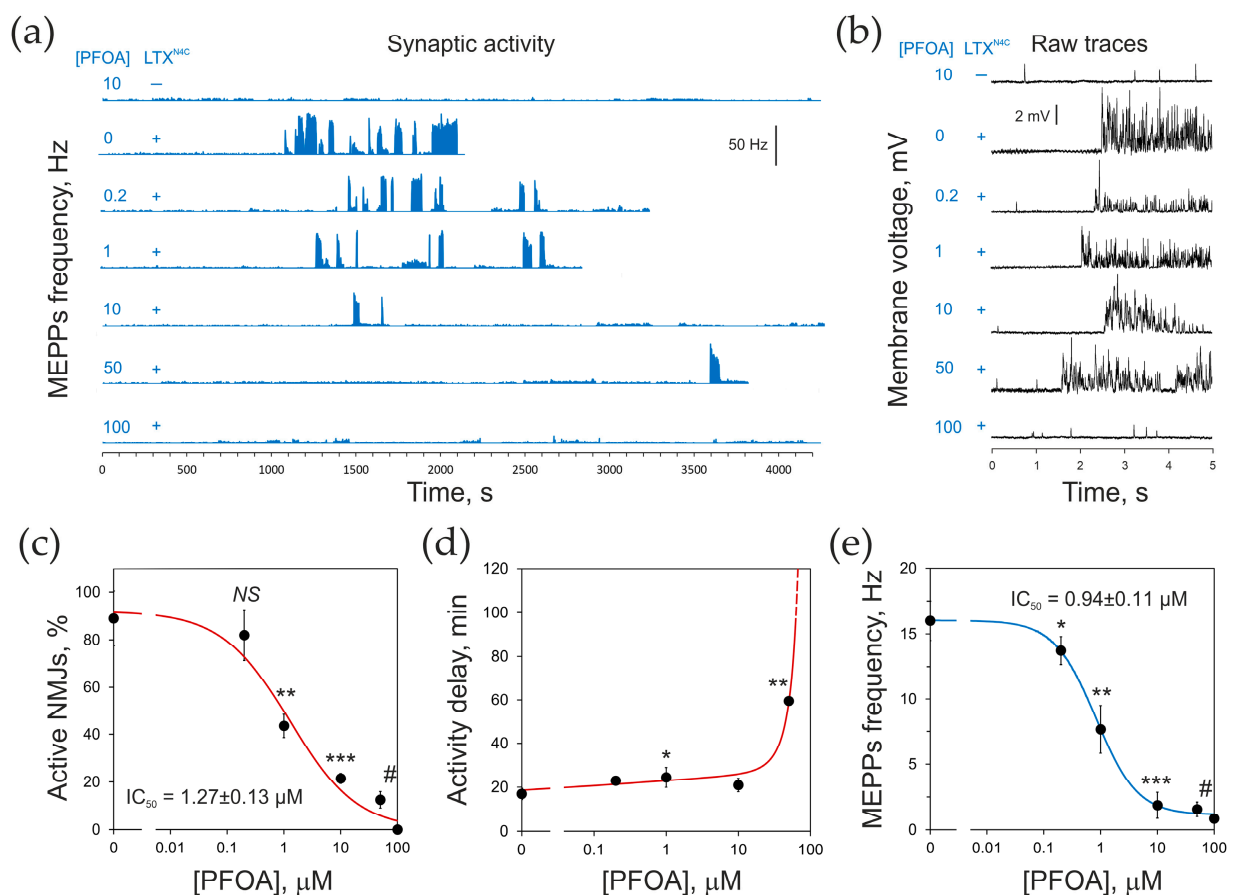 (a)
Synaptic activity
[PFOA] LTX^N4C
10 –
0 +
50 Hz
0.2 +
1 +
10 +
50 +
100 +
MEPPs frequency, Hz
0 500 1000 1500 2000 2500 3000 3500 4000
Time, s
(b)
Raw traces
[PFOA] LTX^N4C
10 –
2 mV
0 +
0.2 +
1 +
10 +
50 +
100 +
Membrane voltage, mV
0 1 2 3 4 5
Time, s
(c)
Active NMJs, %
100
80
60
40
20
0
NS
**
***
#
IC₅₀ = 1.27±0.13 µM
0 0.01 0.1 1 10 100
[PFOA], µM
(d)
Activity delay, min
120
100
80
60
40
20
0
**
*
0 0.1 1 10 100
[PFOA], µM
(e)
MEPPs frequency, Hz
20
15
10
5
0
IC₅₀ = 0.94±0.11 µM
*
**
***
#
0 0.01 0.1 1 10 100
[PFOA], µM